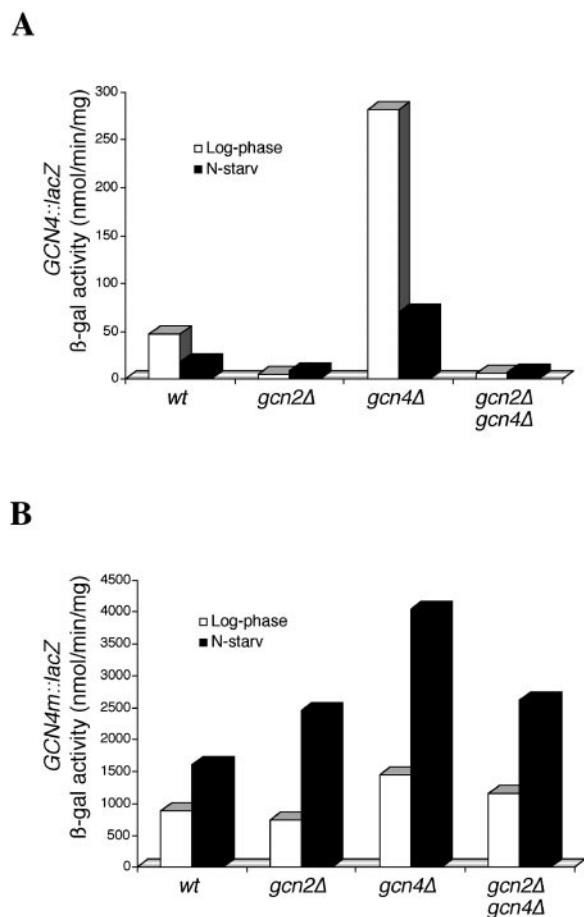 A
GCN4::lacZ
ß-gal activity (nmol/min/mg)
300
250
200
150
100
50
0
Log-phase
N-starv
wt
gcn2Δ
gcn4Δ
gcn2Δ
gcn4Δ
B
GCN4m::lacZ
ß-gal activity (nmol/min/mg)
4500
4000
3500
3000
2500
2000
1500
1000
500
0
Log-phase
N-starv
wt
gcn2Δ
gcn4Δ
gcn2Δ
gcn4Δ